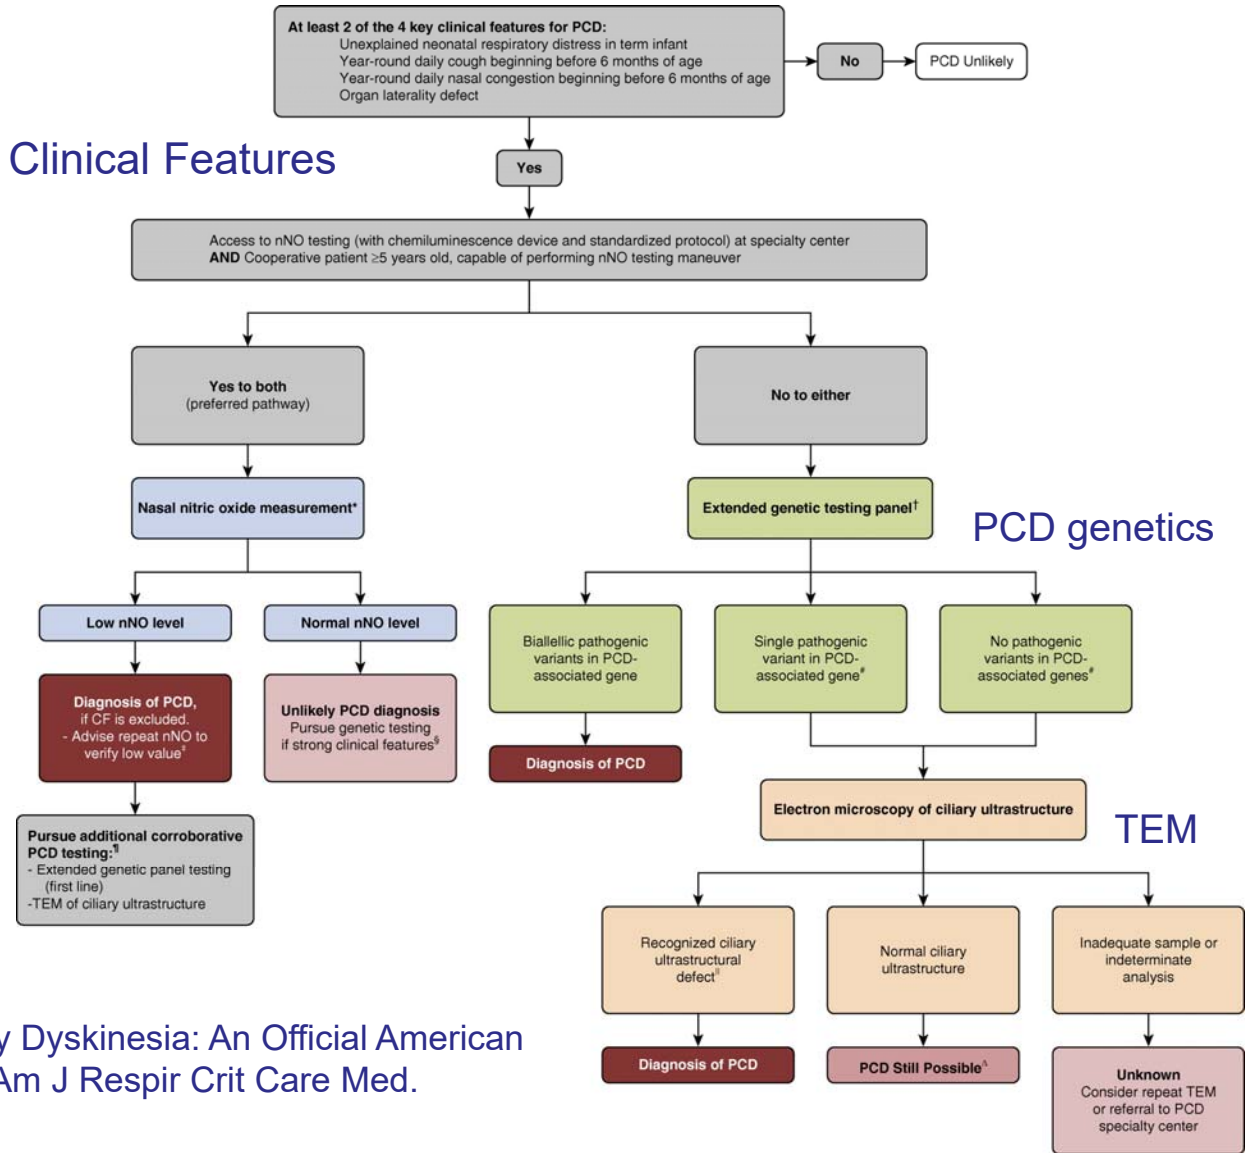 At least 2 of the 4 key clinical features for PCD:
Unexplained neonatal respiratory distress in term infant
Year-round daily cough beginning before 6 months of age
Year-round daily nasal congestion beginning before 6 months of age
Organ laterality defect
No
PCD Unlikely
Clinical Features
Yes
Access to nNO testing (with chemiluminescence device and standardized protocol) at specialty center
AND Cooperative patient ≥5 years old, capable of performing nNO testing maneuver
Yes to both
(preferred pathway)
No to either
Nasal nitric oxide measurement*
Extended genetic testing panel†
PCD genetics
Low nNO level
Normal nNO level
Biallellic pathogenic
variants in PCD-
associated gene
Single pathogenic
variant in PCD-
associated gene#
No pathogenic
variants in PCD-
associated genes#
Diagnosis of PCD,
if CF is excluded.
- Advise repeat nNO to
verify low value‡
Unlikely PCD diagnosis
Pursue genetic testing
if strong clinical features§
Diagnosis of PCD
Electron microscopy of ciliary ultrastructure
TEM
Pursue additional corroborative
PCD testing:¶
- Extended genetic panel testing
(first line)
-TEM of ciliary ultrastructure
Recognized ciliary
ultrastructural
defect||
Normal ciliary
ultrastructure
Inadequate sample or
indeterminate
analysis
Diagnosis of PCD
PCD Still Possible^
Unknown
Consider repeat TEM
or referral to PCD
specialty center
y Dyskinesia: An Official American
Am J Respir Crit Care Med.